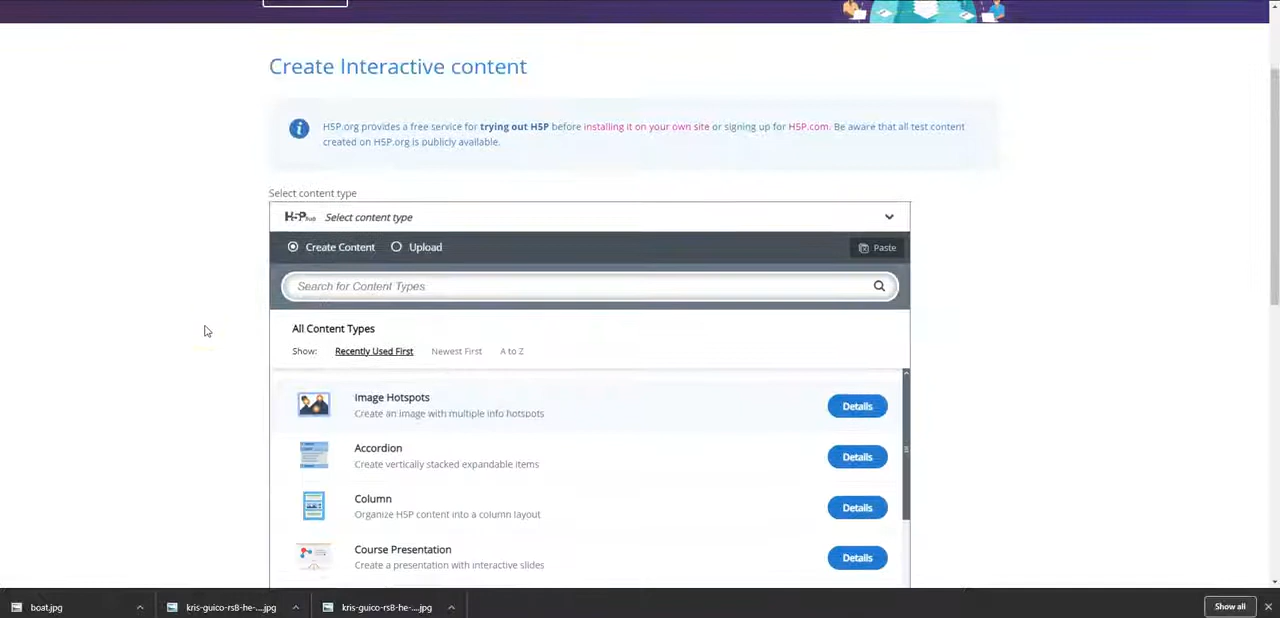 Create Interactive content
H5P.org provides a free service for trying out H5P before installing it on your own site or signing up for H5P.com. Be aware that all test content
created on H5P.org is publicly available.
Select content type
H5P Hub Select content type
Create Content Upload Paste
Search for Content Types
All Content Types
Show: Recently Used First Newest First A to Z
Image Hotspots
Create an image with multiple info hotspots
Details
Accordion
Create vertically stacked expandable items
Details
Column
Organize H5P content into a column layout
Details
Course Presentation
Create a presentation with interactive slides
Details
boat.jpg kris-guico-rsB-he-....jpg kris-guico-rsB-he-....jpg Show all